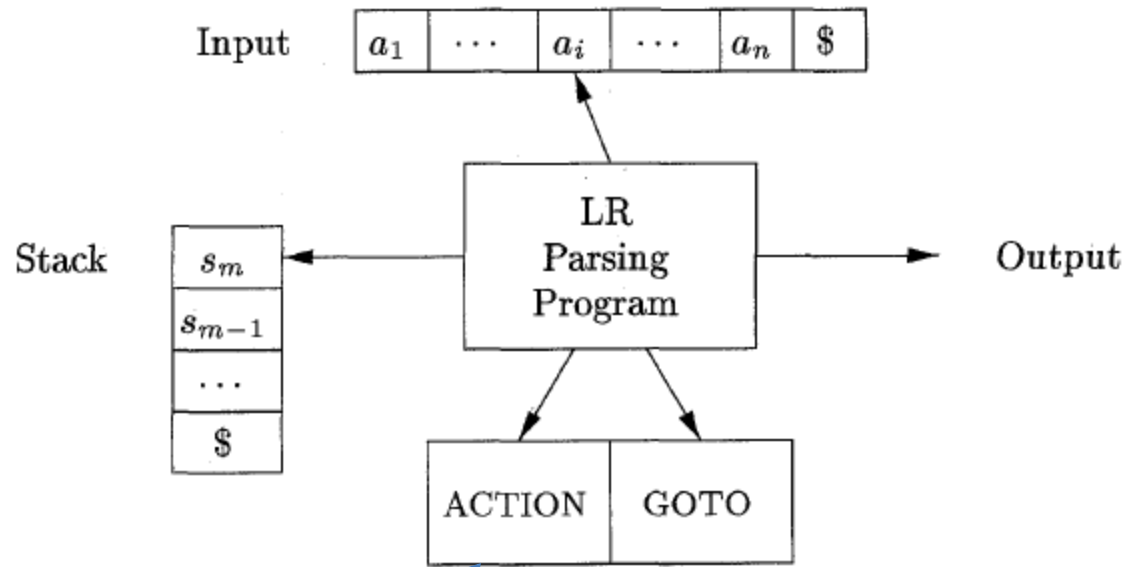 Input a₁ ··· aᵢ ··· aₙ $
LR
Parsing
Program
Stack
sₘ
sₘ₋₁
···
$
Output
ACTION GOTO